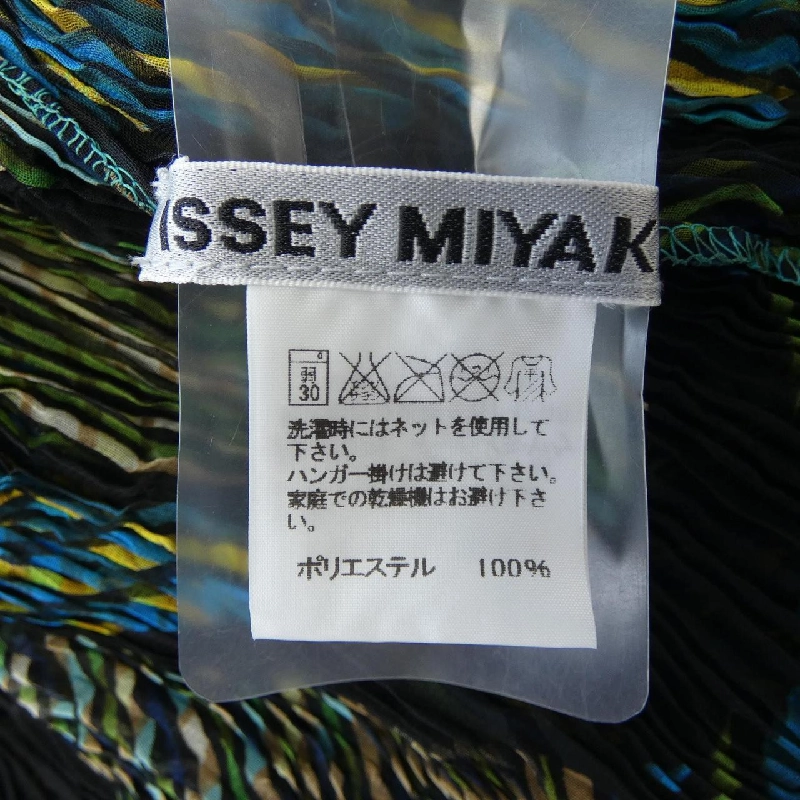 ISSEY MIYAK
弱
30
洗濯時にはネットを使用して
下さい。
ハンガー掛けは避けて下さい。
家庭での乾燥機はお避け下さ
い。
ポリエステル 100%